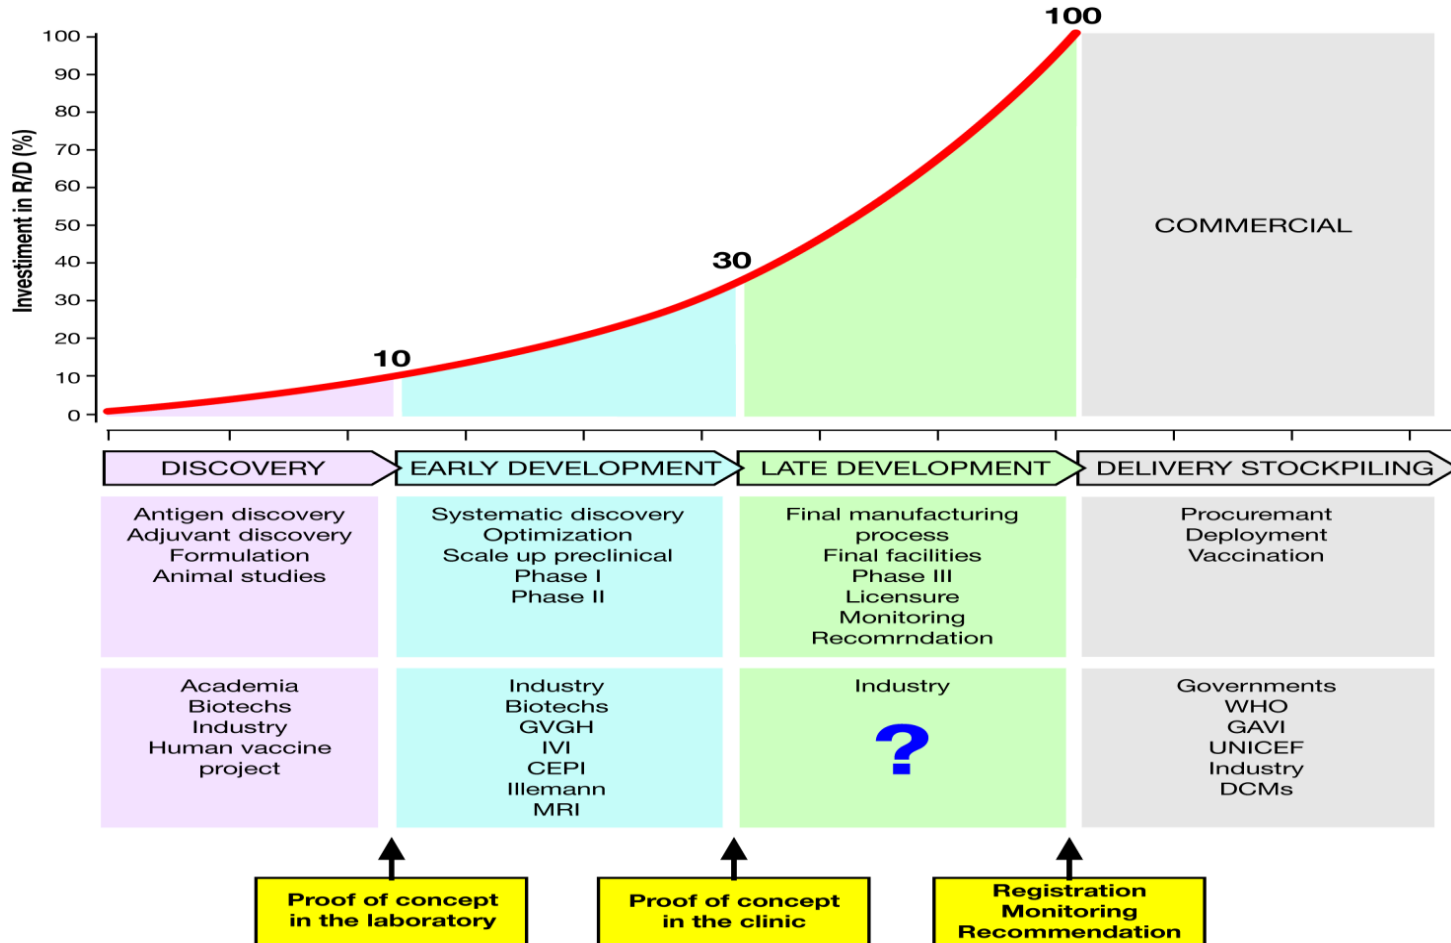 100
100
90
80
70
60
50
40
30
20
10
0
Investiment in R/D (%)
10
30
COMMERCIAL
DISCOVERY
EARLY DEVELOPMENT
LATE DEVELOPMENT
DELIVERY STOCKPILING
Antigen discovery
Adjuvant discovery
Formulation
Animal studies
Systematic discovery
Optimization
Scale up preclinical
Phase I
Phase II
Final manufacturing
process
Final facilities
Phase III
Licensure
Monitoring
Recomrndation
Procuremant
Deployment
Vaccination
Academia
Biotechs
Industry
Human vaccine
project
Industry
Biotechs
GVGH
IVI
CEPI
Illemann
MRI
Industry
?
Governments
WHO
GAVI
UNICEF
Industry
DCMs
Proof of concept
in the laboratory
Proof of concept
in the clinic
Registration
Monitoring
Recommendation